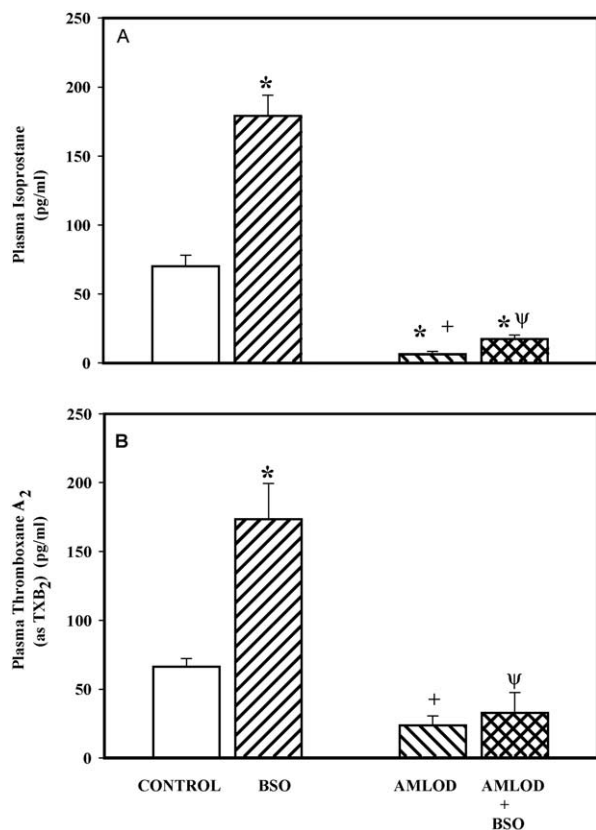 A
Plasma Isoprostane
(pg/ml)
250
200
150
100
50
0
*
* +
*Ψ
B
Plasma Thromboxane A2
(as TXB2) (pg/ml)
250
200
150
100
50
0
*
+
Ψ
CONTROL BSO AMLOD AMLOD
+
BSO